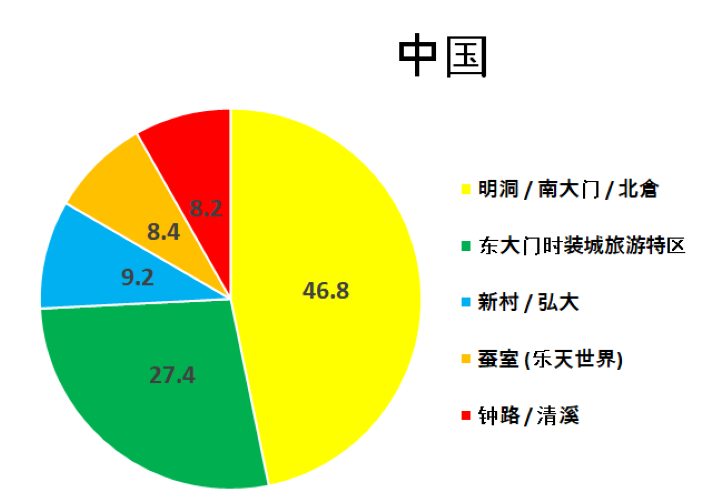 中国
明洞 / 南大门 / 北倉
东大门时装城旅游特区
新村 / 弘大
蚕室 (乐天世界)
钟路 / 清溪
46.8
27.4
9.2
8.4
8.2